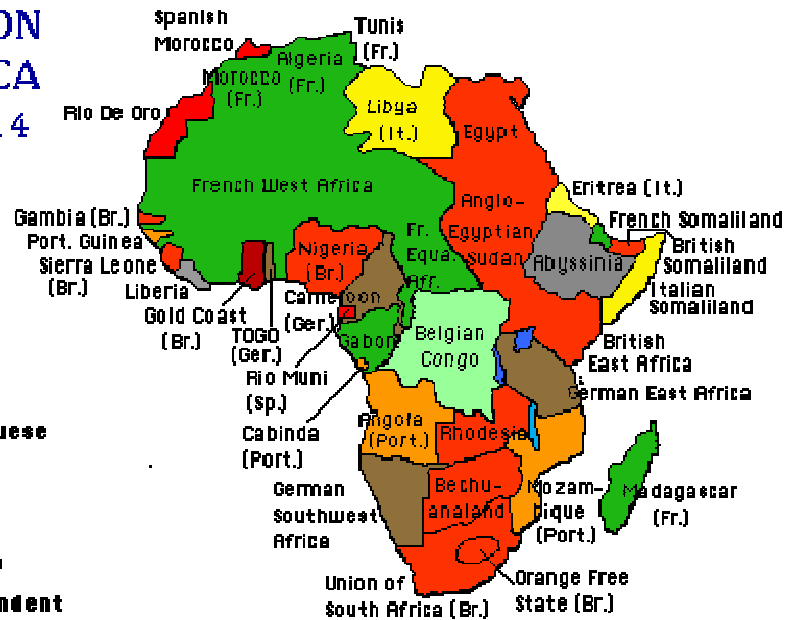 ON
CA
4
Spanish
Morocco
Tunis
(Fr.)
Morocco
(Fr.)
Algeria
(Fr.)
Rio De Oro
Libya
(It.)
Egypt
French West Africa
Eritrea (It.)
Anglo-
Egyptian
Sudan
Gambia (Br.)
Port. Guinea
Sierra Leone
(Br.)
Liberia
Gold Coast
(Br.)
TOGO
(Ger.)
Nigeria
(Br.)
Fr.
Equa.
Afr.
French Somaliland
British
Somaliland
Italian
Somaliland
Abyssinia
Cameroon
(Ger)
Gabon
Belgian
Congo
British
East Africa
German East Africa
Rio Muni
(Sp.)
Cabinda
(Port.)
uese
Angola
(Port.)
Rhodesia
German
Southwest
Africa
Bechu-
analand
Mozam-
bique
(Port.)
Madagascar
(Fr.)
Union of
South Africa (Br.)
Orange Free
State (Br.)
ndent